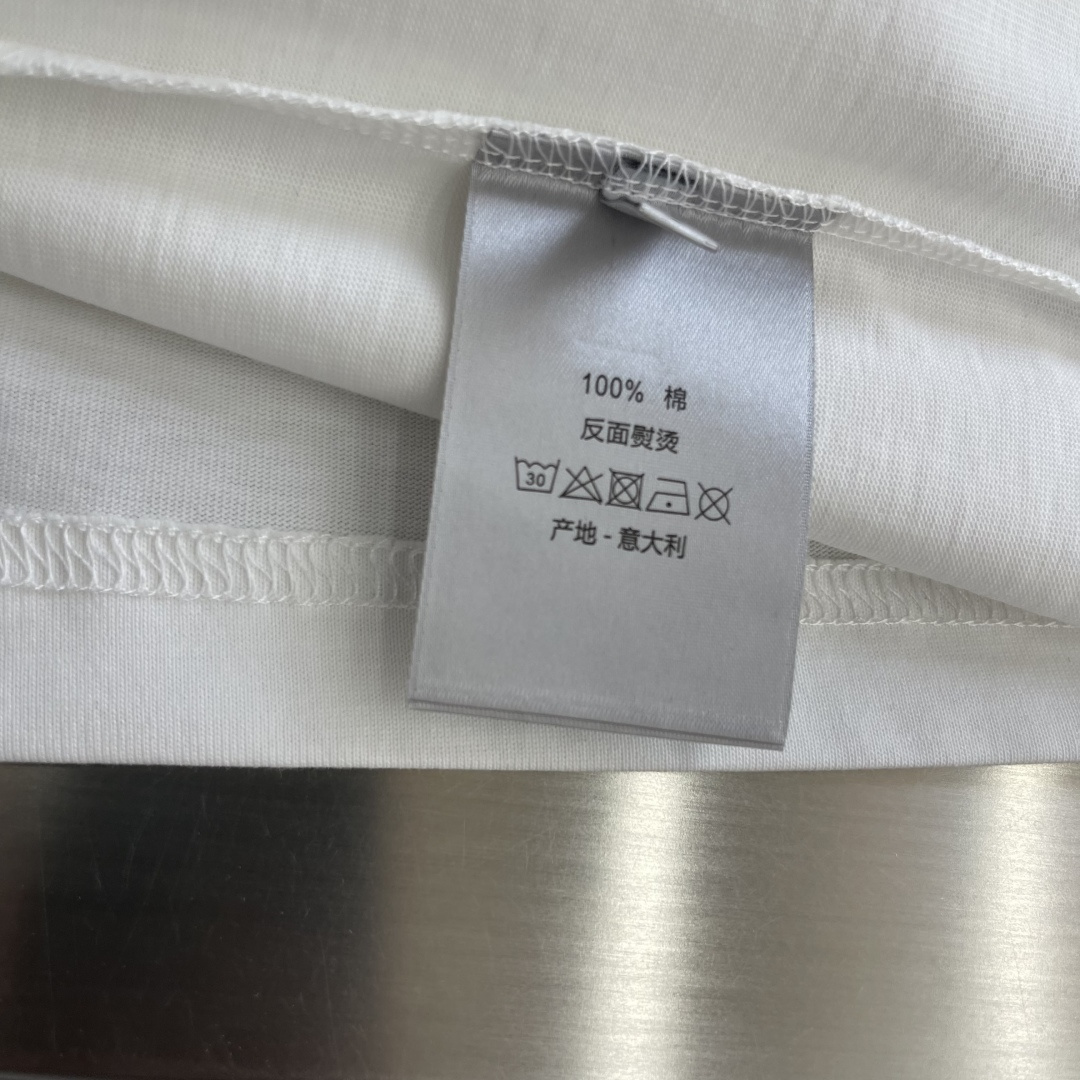 100% 棉
反面熨烫
30
产地 - 意大利